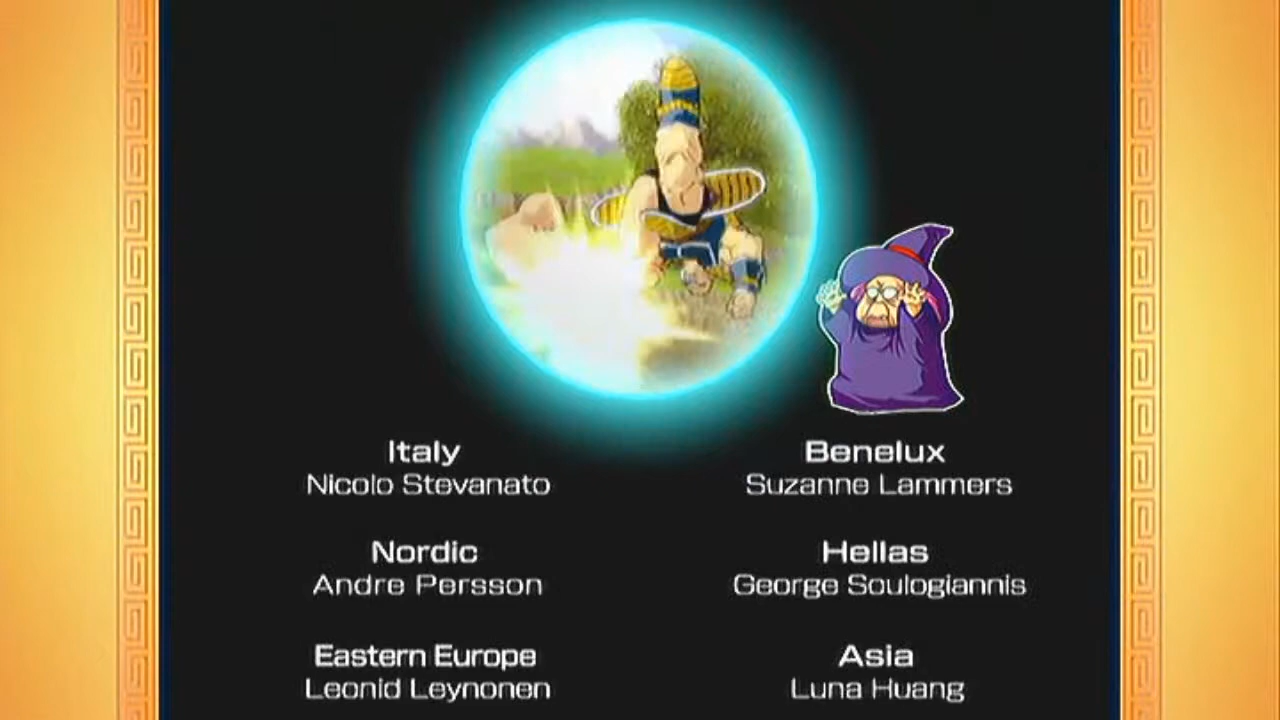 Italy
Nicolo Stevanato
Benelux
Suzanne Lammers
Nordic
Andre Persson
Hellas
George Soulogiannis
Eastern Europe
Leonid Leynonen
Asia
Luna Huang